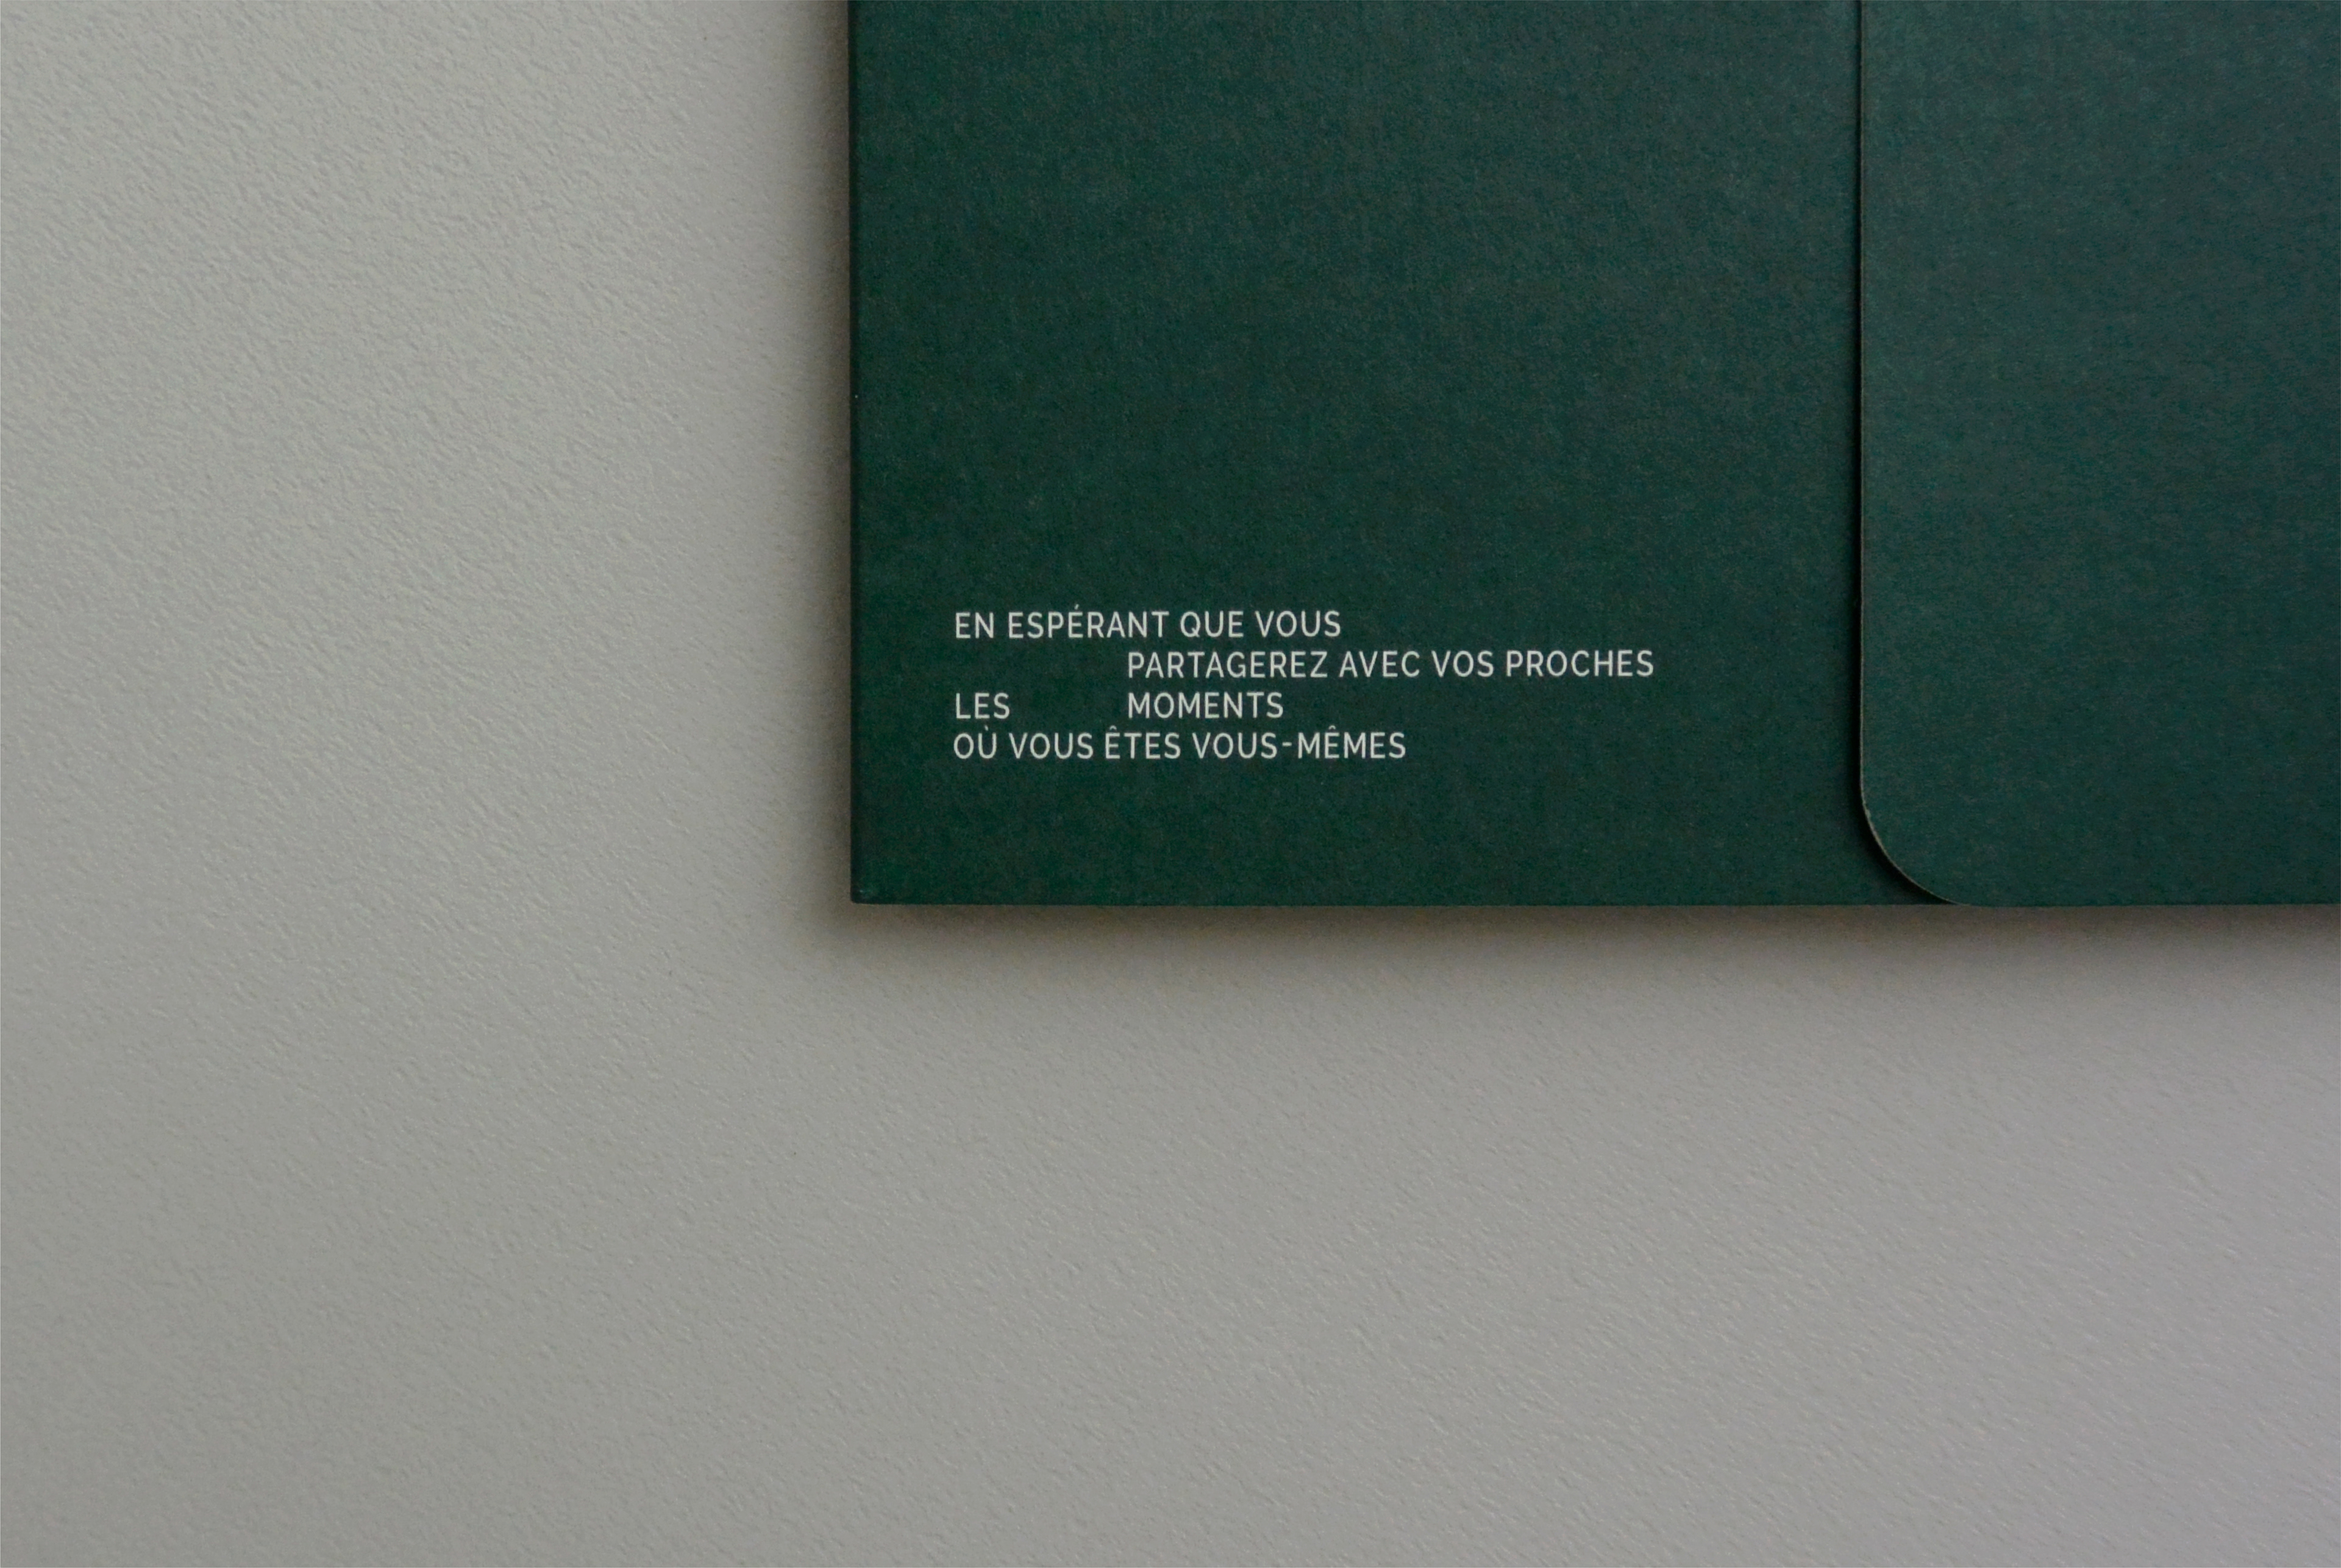 EN ESPÉRANT QUE VOUS
PARTAGEREZ AVEC VOS PROCHES
LES MOMENTS
OÙ VOUS ÊTES VOUS-MÊMES